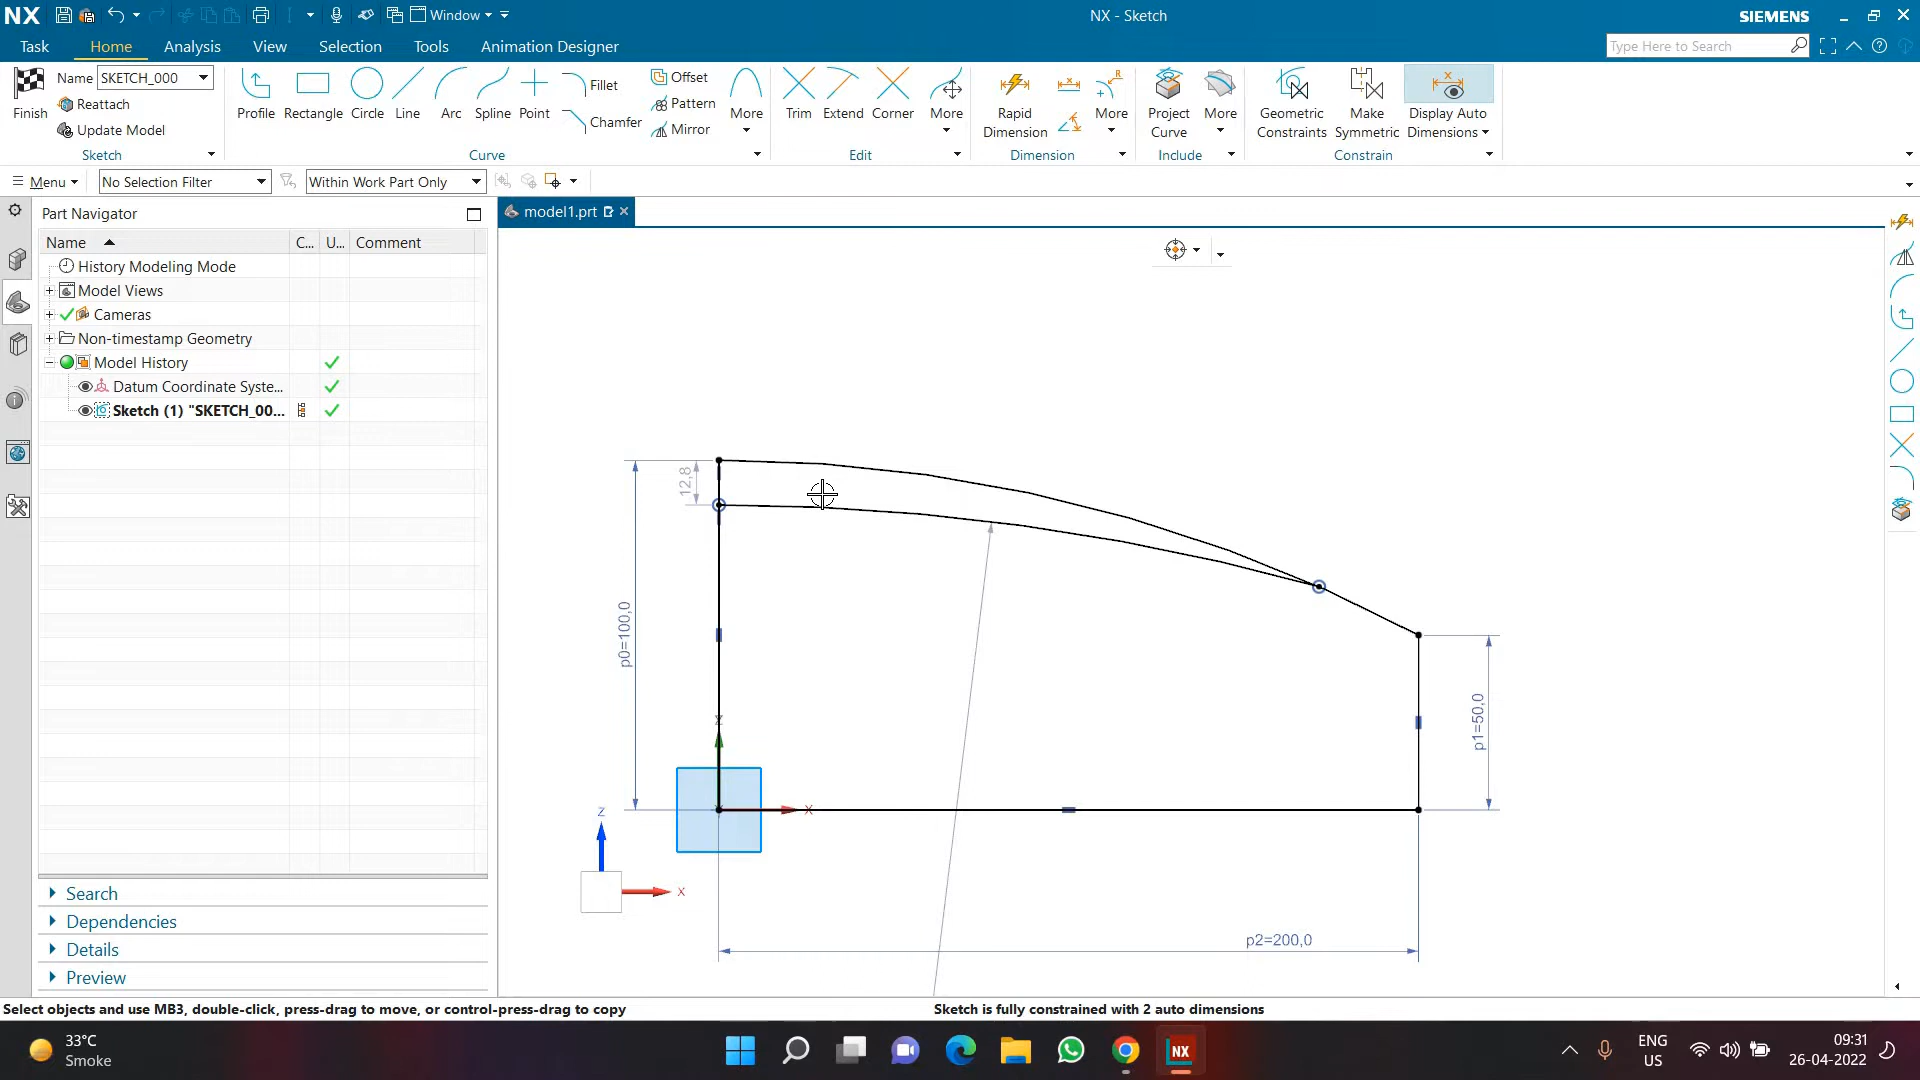 NX Window NX - Sketch SIEMENS
Task Home Analysis View Selection Tools Animation Designer Type Here to Search
Finish
Name SKETCH_000
Reattach
Update Model
Sketch
Profile Rectangle Circle Line Arc Spline Point
Fillet
Chamfer
Offset
Pattern
Mirror
More
Curve
Trim Extend Corner More
Edit
Rapid
Dimension
More
Dimension
Project
Curve
More
Include
Geometric
Constraints
Make
Symmetric
Display Auto
Dimensions
Constrain
Menu No Selection Filter Within Work Part Only
Part Navigator
model1.prt
Name C... U... Comment
History Modeling Mode
Model Views
Cameras
Non-timestamp Geometry
Model History
Datum Coordinate Syste...
Sketch (1) "SKETCH_00...
12,8
p0=100,0
p1=50,0
p2=200,0
X
Z
X
Search
Dependencies
Details
Preview
Select objects and use MB3, double-click, press-drag to move, or control-press-drag to copy
Sketch is fully constrained with 2 auto dimensions
33°C
Smoke
NX
ENG
US
09:31
26-04-2022